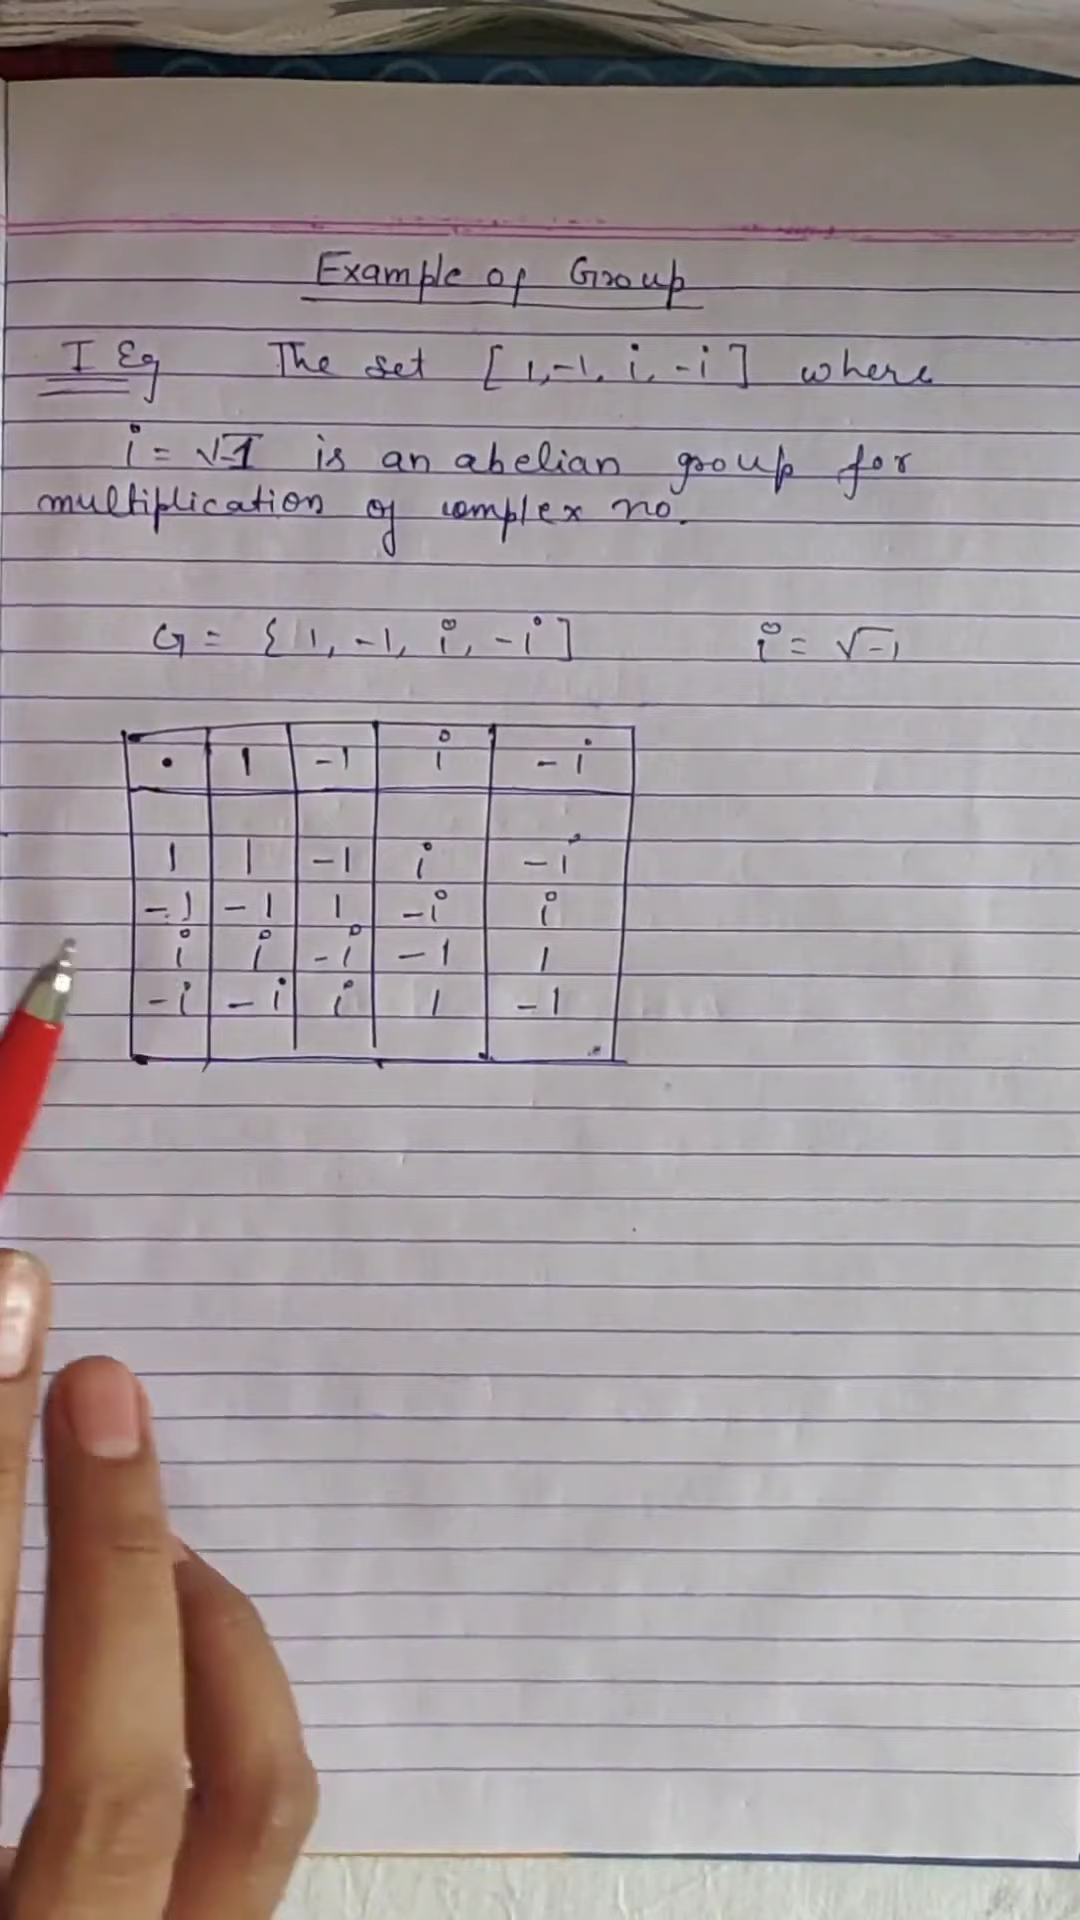 Example of Group
I Eg The set [1,-1, i, -i] where
i = √-1 is an abelian group for
multiplication of complex no.
G = {1, -1, i, -i] i = √-1
• 1 -1 i -i
1 1 -1 i -i
-1 -1 1 -i i
i i -i -1 1
-i -i i 1 -1